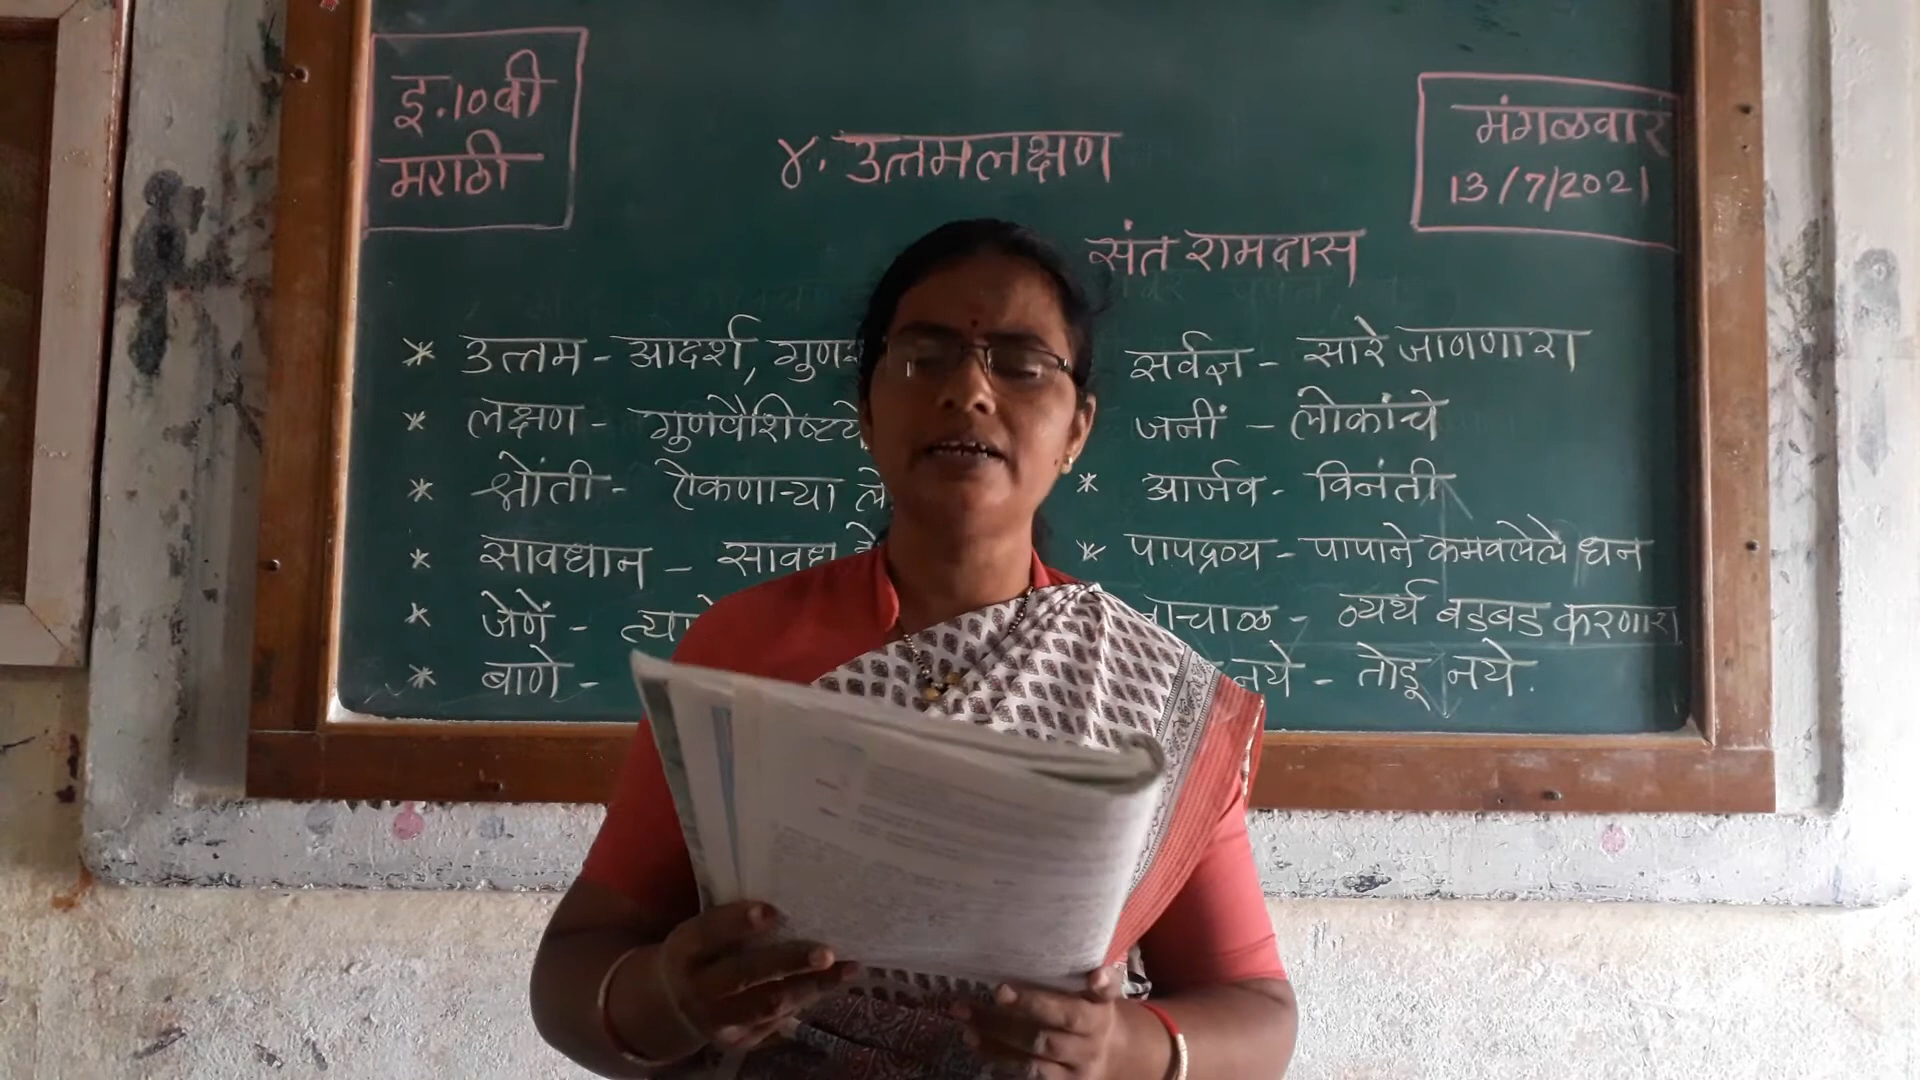 इ.10वी
मराठी
४. उत्तमलक्षण
मंगळवार
13/7/2021
संत रामदास
* उत्तम - आदर्श,
* लक्षण - गुणवैशिष्ट्ये
* श्रोंती - ऐकणाऱ्या
* सावधान - सावध
* जेणें -
* बाणे -
सर्वज्ञ - सारे जाणणारा
जनीं - लोकांचे
* आर्जव - विनंती
* पापद्रव्य - पापाने कमवलेले धन
- व्यर्थ बडबड करणारा
नये - तोडू नये.